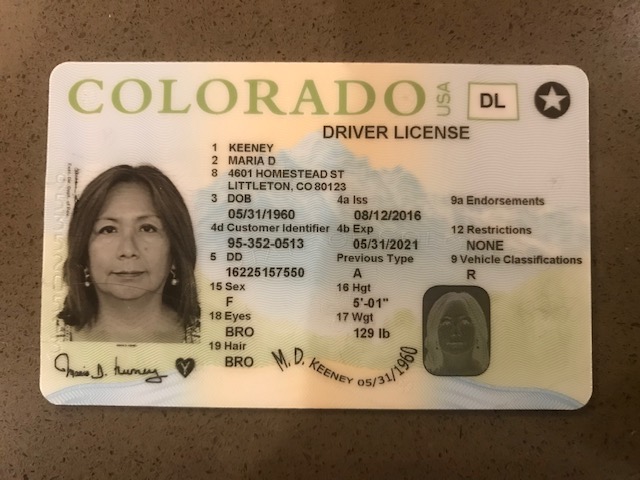 COLORADO USA DL
DRIVER LICENSE
1 KEENEY
2 MARIA D
8 4601 HOMESTEAD ST
LITTLETON, CO 80123
3 DOB 4a Iss 9a Endorsements
05/31/1960 08/12/2016
4d Customer Identifier 4b Exp 12 Restrictions
95-352-0513 05/31/2021 NONE
5 DD Previous Type 9 Vehicle Classifications
16225157550 A R
15 Sex 16 Hgt
F 5'-01"
18 Eyes 17 Wgt
BRO 129 lb
19 Hair
BRO
M. D. KEENEY 05/31/1960
Maria D. Keeney Y